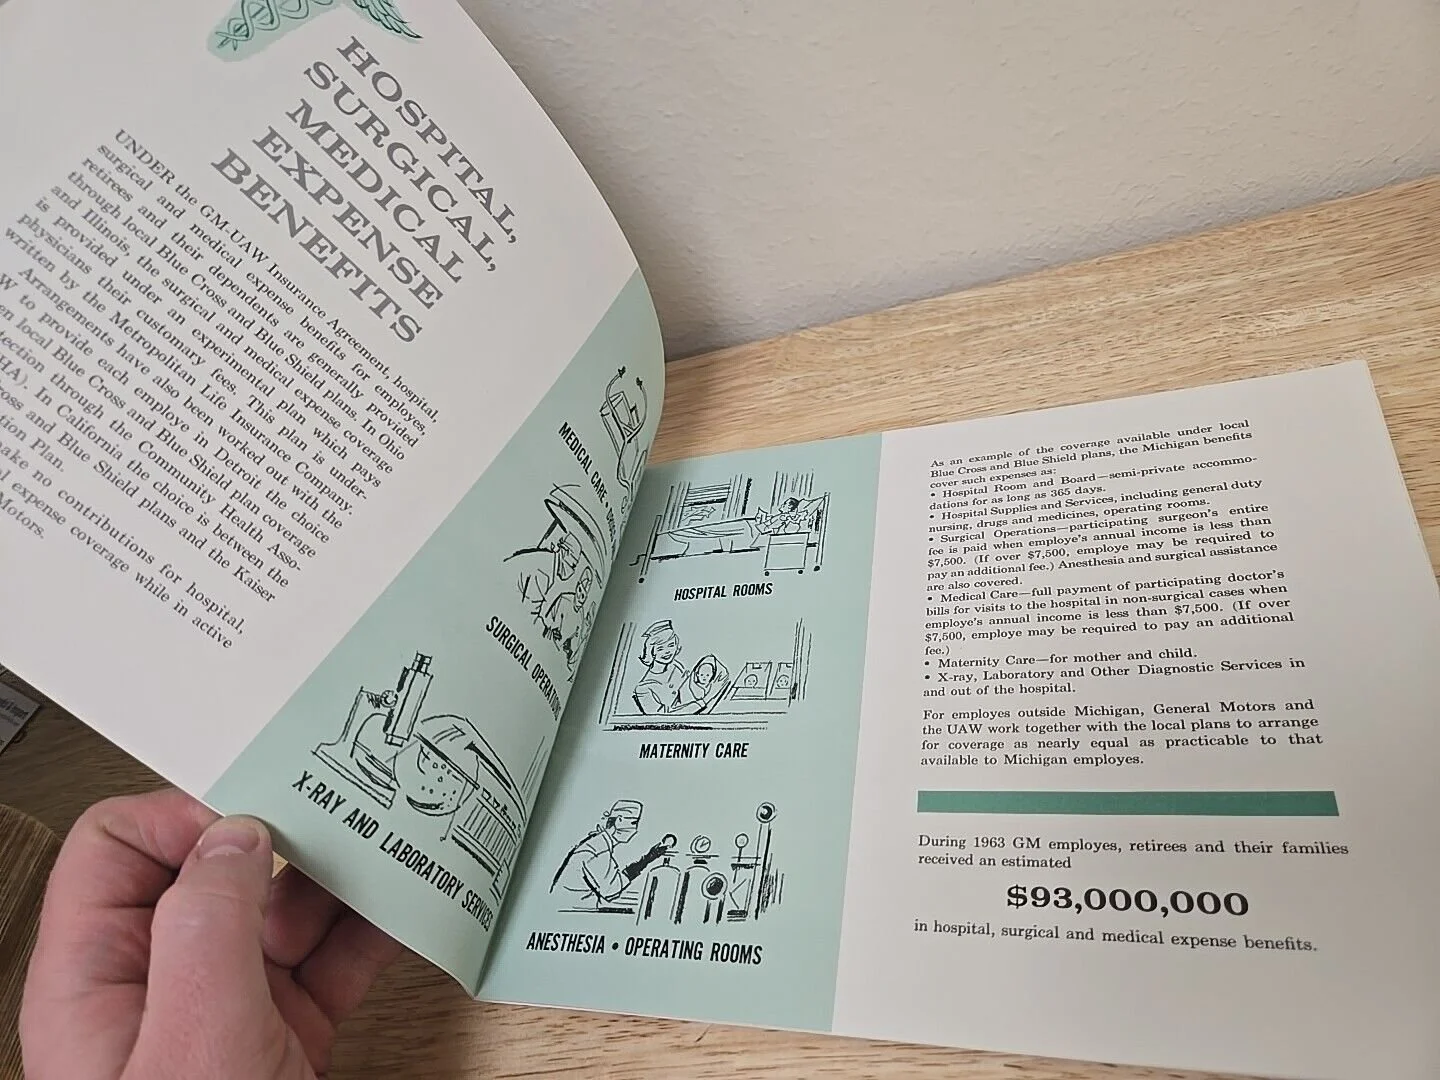 HOSPITAL,
SURGICAL,
MEDICAL
EXPENSE
BENEFITS
UNDER the GM-UAW Insurance Agreement, hospital,
surgical and medical expense benefits for employes,
retirees and their dependents are generally provided
through local Blue Cross and Blue Shield plans. In Ohio
and Illinois, the surgical and medical expense coverage
is provided under an experimental plan which pays
physicians their customary fees. This plan is under-
written by the Metropolitan Life Insurance Company.
Arrangements have also been worked out with the
to provide each employe in Detroit the choice
local Blue Cross and Blue Shield plan coverage
through the Community Health Asso-
In California the choice is between the
and Blue Shield plans and the Kaiser
Plan.
no contributions for hospital,
expense coverage while in active
Motors.
MEDICAL CARE •
SURGICAL OPERATION
X-RAY AND LABORATORY SERVICES
HOSPITAL ROOMS
MATERNITY CARE
ANESTHESIA • OPERATING ROOMS
As an example of the coverage available under local
Blue Cross and Blue Shield plans, the Michigan benefits
cover such expenses as:
• Hospital Room and Board—semi-private accommo-
dations for as long as 365 days.
• Hospital Supplies and Services, including general duty
nursing, drugs and medicines, operating rooms.
• Surgical Operations—participating surgeon's entire
fee is paid when employe's annual income is less than
$7,500. (If over $7,500, employe may be required to
pay an additional fee.) Anesthesia and surgical assistance
are also covered.
• Medical Care—full payment of participating doctor's
bills for visits to the hospital in non-surgical cases when
employe's annual income is less than $7,500. (If over
$7,500, employe may be required to pay an additional
fee.)
• Maternity Care—for mother and child.
• X-ray, Laboratory and Other Diagnostic Services in
and out of the hospital.
For employes outside Michigan, General Motors and
the UAW work together with the local plans to arrange
for coverage as nearly equal as practicable to that
available to Michigan employes.
During 1963 GM employes, retirees and their families
received an estimated
$93,000,000
in hospital, surgical and medical expense benefits.